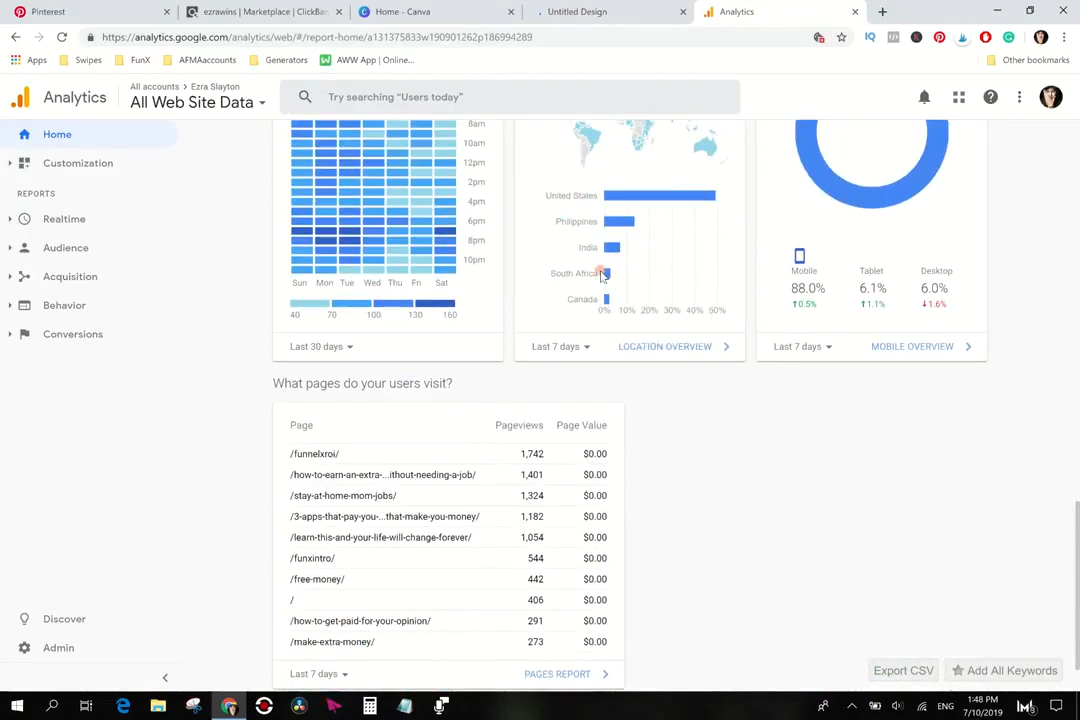 Pinterest
ezrawins | Marketplace | ClickBan
Home - Canva
Untitled Design
Analytics
https://analytics.google.com/analytics/web/#/report-home/a131375833w190901262p186994289
Apps
Swipes
FunX
AFMAaccounts
Generators
AWW App | Online...
Other bookmarks
Analytics
All accounts > Ezra Slayton
All Web Site Data
Try searching "Users today"
Home
Customization
REPORTS
Realtime
Audience
Acquisition
Behavior
Conversions
Discover
Admin
8am
10am
12pm
2pm
4pm
6pm
8pm
10pm
Sun Mon Tue Wed Thu Fri Sat
40 70 100 130 160
Last 30 days
United States
Philippines
India
South Africa
Canada
0% 10% 20% 30% 40% 50%
Last 7 days
LOCATION OVERVIEW
Mobile Tablet Desktop
88.0% 6.1% 6.0%
↑0.5% ↑1.1% ↓1.6%
Last 7 days
MOBILE OVERVIEW
What pages do your users visit?
Page Pageviews Page Value
/funnelxroi/ 1,742 $0.00
/how-to-earn-an-extra-...ithout-needing-a-job/ 1,401 $0.00
/stay-at-home-mom-jobs/ 1,324 $0.00
/3-apps-that-pay-you-...that-make-you-money/ 1,182 $0.00
/learn-this-and-your-life-will-change-forever/ 1,054 $0.00
/funxintro/ 544 $0.00
/free-money/ 442 $0.00
/ 406 $0.00
/how-to-get-paid-for-your-opinion/ 291 $0.00
/make-extra-money/ 273 $0.00
Last 7 days
PAGES REPORT
Export CSV
Add All Keywords
ENG
1:48 PM
7/10/2019